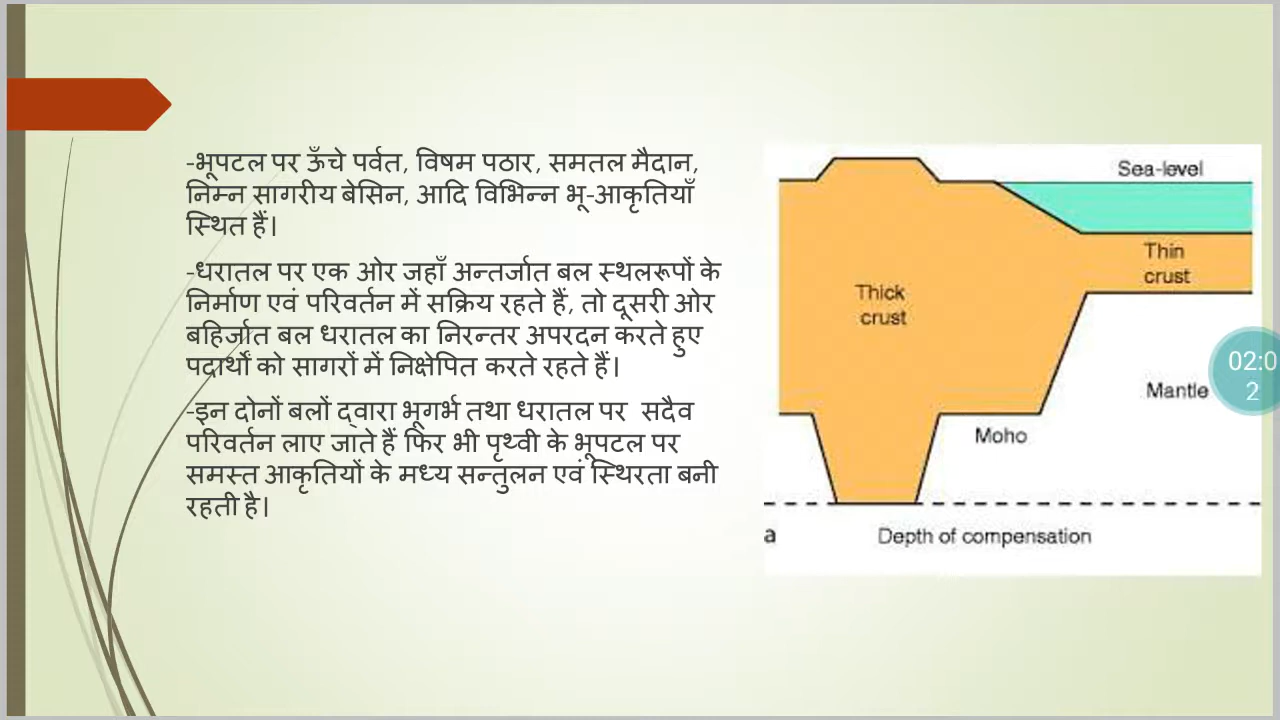 -भूपटल पर ऊँचे पर्वत, विषम पठार, समतल मैदान,
निम्न सागरीय बेसिन, आदि विभिन्न भू-आकृतियाँ
स्थित हैं।
-धरातल पर एक ओर जहाँ अन्तर्जात बल स्थलरूपों के
निर्माण एवं परिवर्तन में सक्रिय रहते हैं, तो दूसरी ओर
बहिर्जात बल धरातल का निरन्तर अपरदन करते हुए
पदार्थों को सागरों में निक्षेपित करते रहते हैं।
-इन दोनों बलों द्वारा भूगर्भ तथा धरातल पर  सदैव
परिवर्तन लाए जाते हैं फिर भी पृथ्वी के भूपटल पर
समस्त आकृतियों के मध्य सन्तुलन एवं स्थिरता बनी
रहती है।
Sea-level
Thin
crust
Thick
crust
Mantle
Moho
a
Depth of compensation
02:0
2